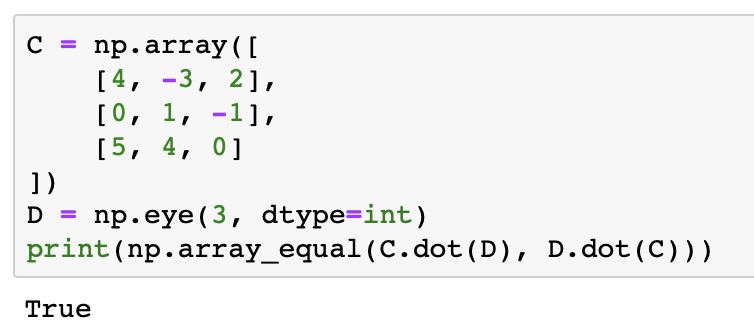 C = np.array([
    [4, -3, 2],
    [0, 1, -1],
    [5, 4, 0]
])
D = np.eye(3, dtype=int)
print(np.array_equal(C.dot(D), D.dot(C)))
True